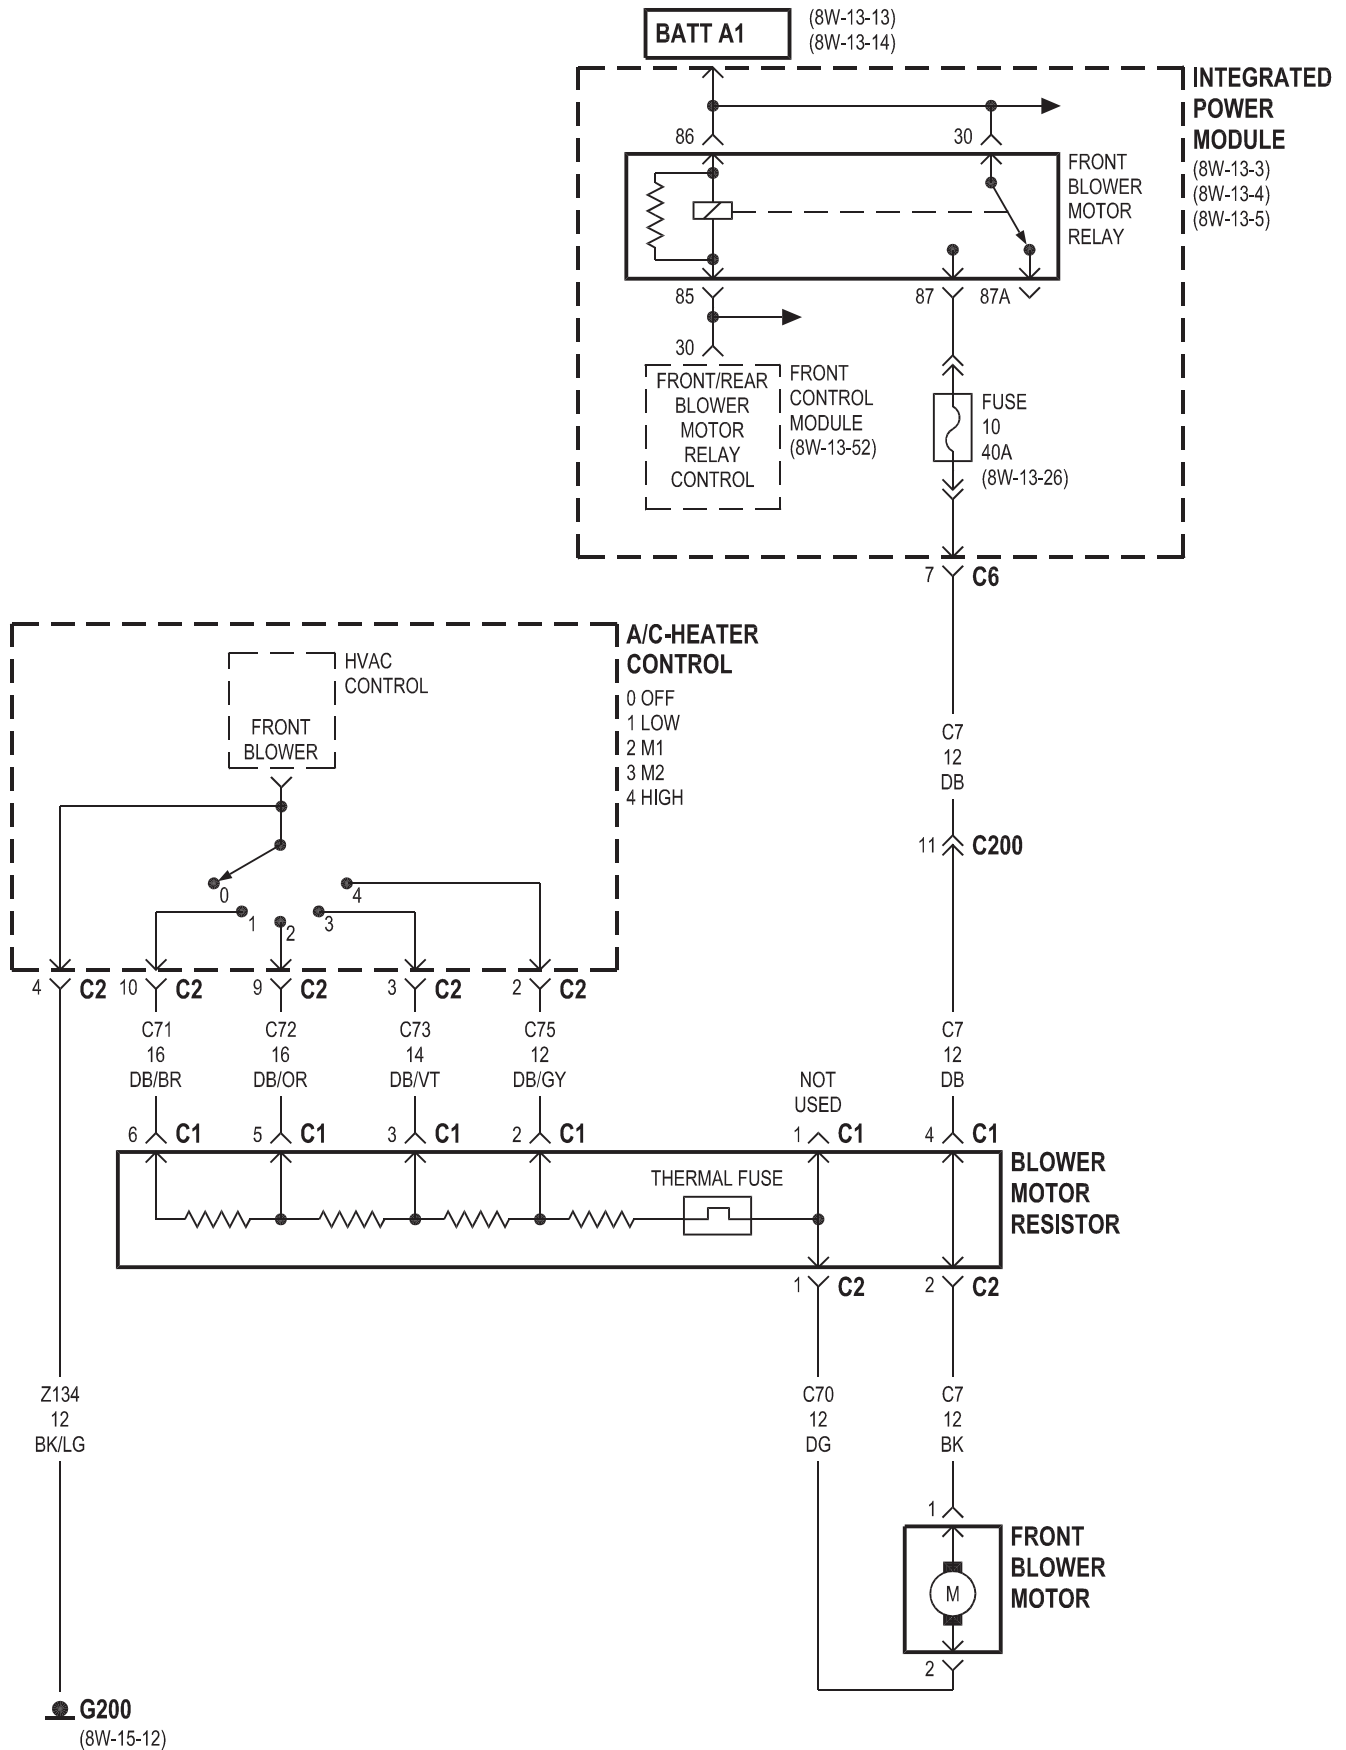 BATT A1
(8W-13-13)
(8W-13-14)
INTEGRATED
POWER
MODULE
(8W-13-3)
(8W-13-4)
(8W-13-5)
86
30
FRONT
BLOWER
MOTOR
RELAY
85
87
87A
30
FRONT/REAR
BLOWER
MOTOR
RELAY
CONTROL
FRONT
CONTROL
MODULE
(8W-13-52)
FUSE
10
40A
(8W-13-26)
7
C6
A/C-HEATER
CONTROL
0 OFF
1 LOW
2 M1
3 M2
4 HIGH
HVAC
CONTROL
FRONT
BLOWER
C7
12
DB
11
C200
0
1
2
3
4
4
C2
10
C2
9
C2
3
C2
2
C2
C71
16
DB/BR
C72
16
DB/OR
C73
14
DB/VT
C75
12
DB/GY
NOT
USED
C7
12
DB
6
C1
5
C1
3
C1
2
C1
1
C1
4
C1
BLOWER
MOTOR
RESISTOR
THERMAL FUSE
1
C2
2
C2
Z134
12
BK/LG
C70
12
DG
C7
12
BK
1
FRONT
BLOWER
MOTOR
M
2
G200
(8W-15-12)